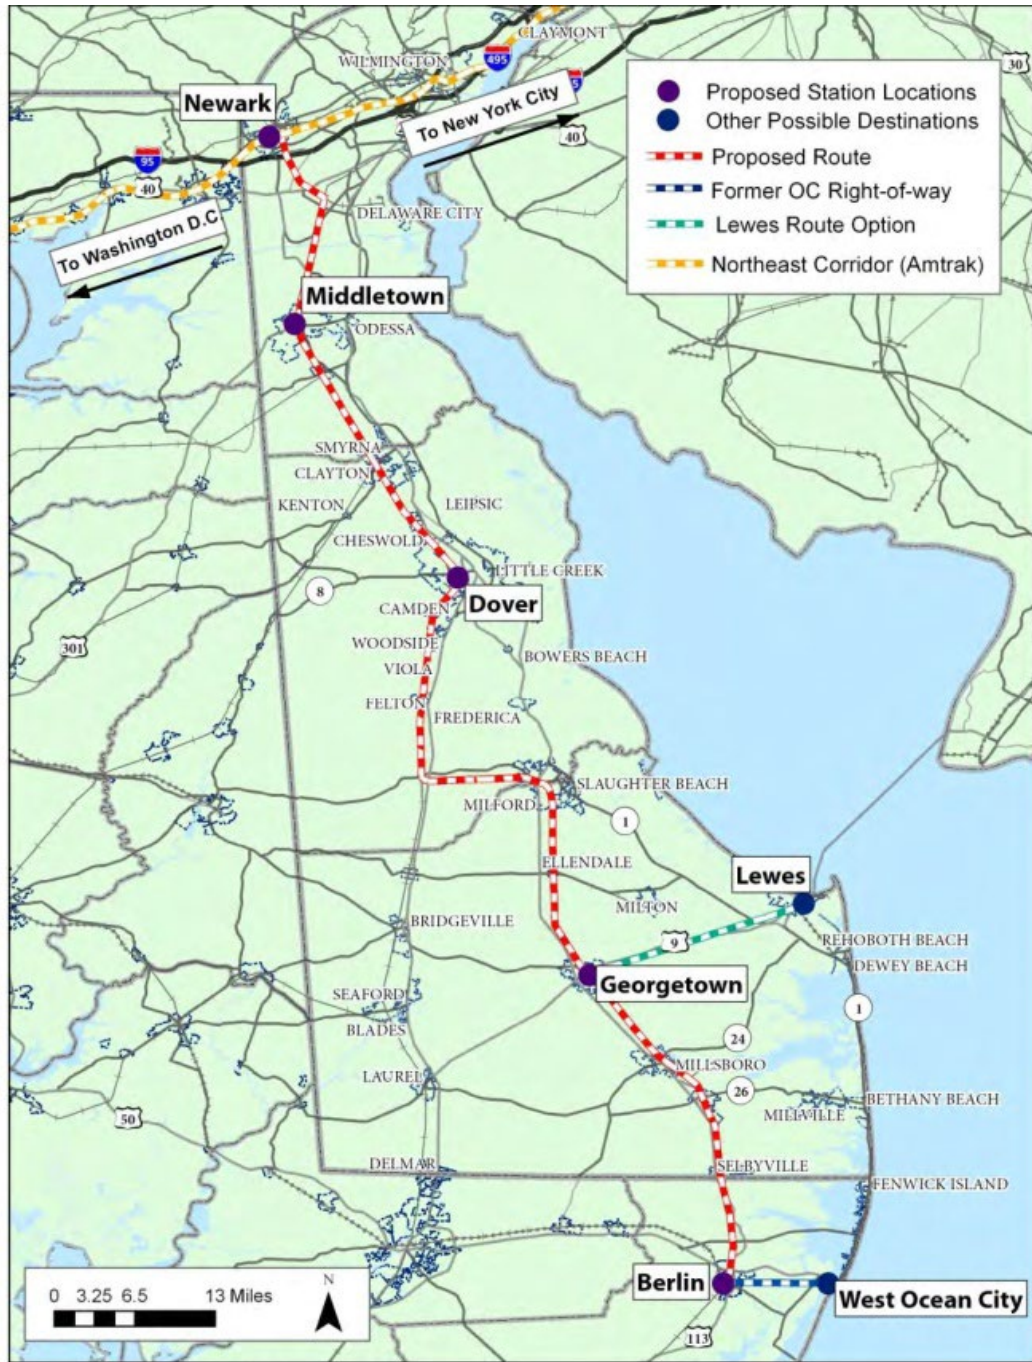 CLAYMONT
495
WILMINGTON
30
Newark
To New York City
5
40
95
40
To Washington D.C
DELAWARE CITY
Proposed Station Locations
Other Possible Destinations
Proposed Route
Former OC Right-of-way
Lewes Route Option
Northeast Corridor (Amtrak)
Middletown
ODESSA
SMYRNA
CLAYTON
KENTON
LEIPSIC
CHESWOLD
LITTLE CREEK
8
Dover
CAMDEN
WOODSIDE
301
BOWERS BEACH
VIOLA
FELTON
FREDERICA
SLAUGHTER BEACH
MILFORD
1
ELLENDALE
Lewes
MILTON
BRIDGEVILLE
9
REHOBOTH BEACH
DEWEY BEACH
Georgetown
SEAFORD
1
BLADES
24
MILLSBORO
LAUREL
26
BETHANY BEACH
MILLVILLE
50
DELMAR
SELBYVILLE
FENWICK ISLAND
Berlin
West Ocean City
113
0 3.25 6.5 13 Miles
N